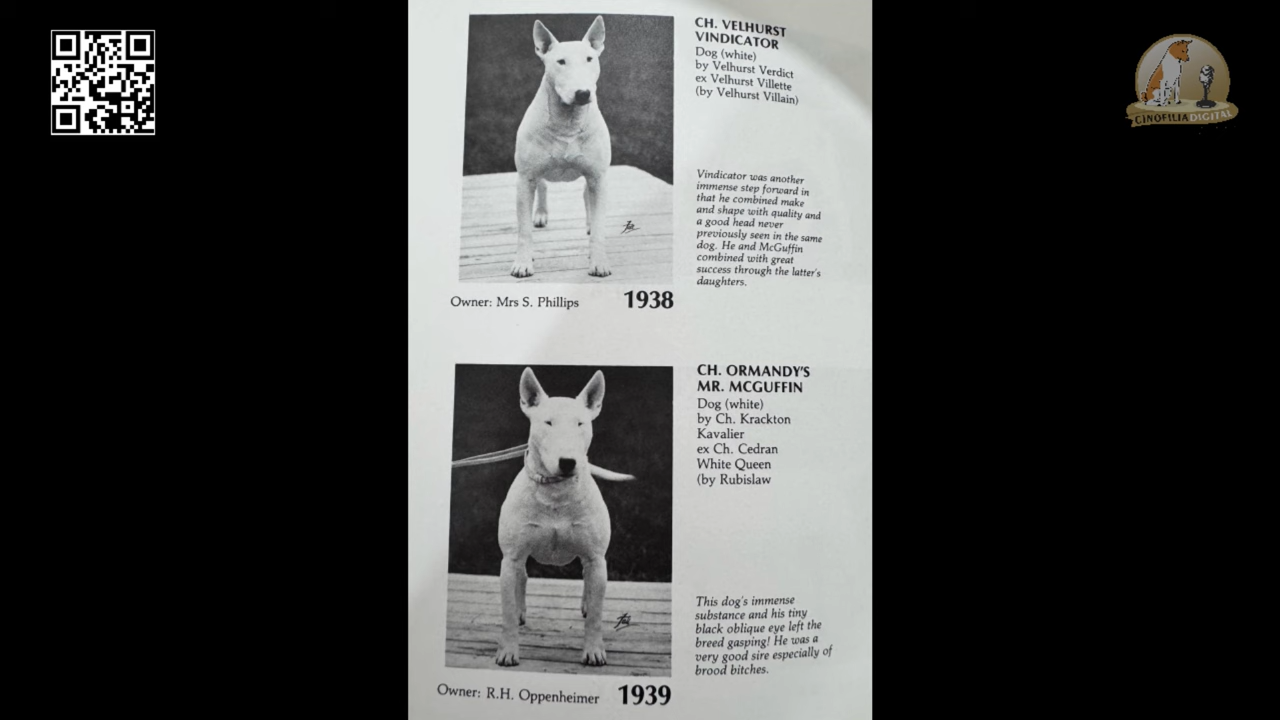 CH. VELHURST
VINDICATOR
Dog (white)
by Velhurst Verdict
ex Velhurst Villette
(by Velhurst Villain)
Vindicator was another
immense step forward in
that he combined make
and shape with quality and
a good head never
previously seen in the same
dog. He and McGuffin
combined with great
success through the latter's
daughters.
Owner: Mrs S. Phillips 1938
CH. ORMANDY'S
MR. MCGUFFIN
Dog (white)
by Ch. Krackton
Kavalier
ex Ch. Cedran
White Queen
(by Rubislaw
This dog's immense
substance and his tiny
black oblique eye left the
breed gasping! He was a
very good sire especially of
brood bitches.
Owner: R.H. Oppenheimer 1939
CINOFILIADIGITAL